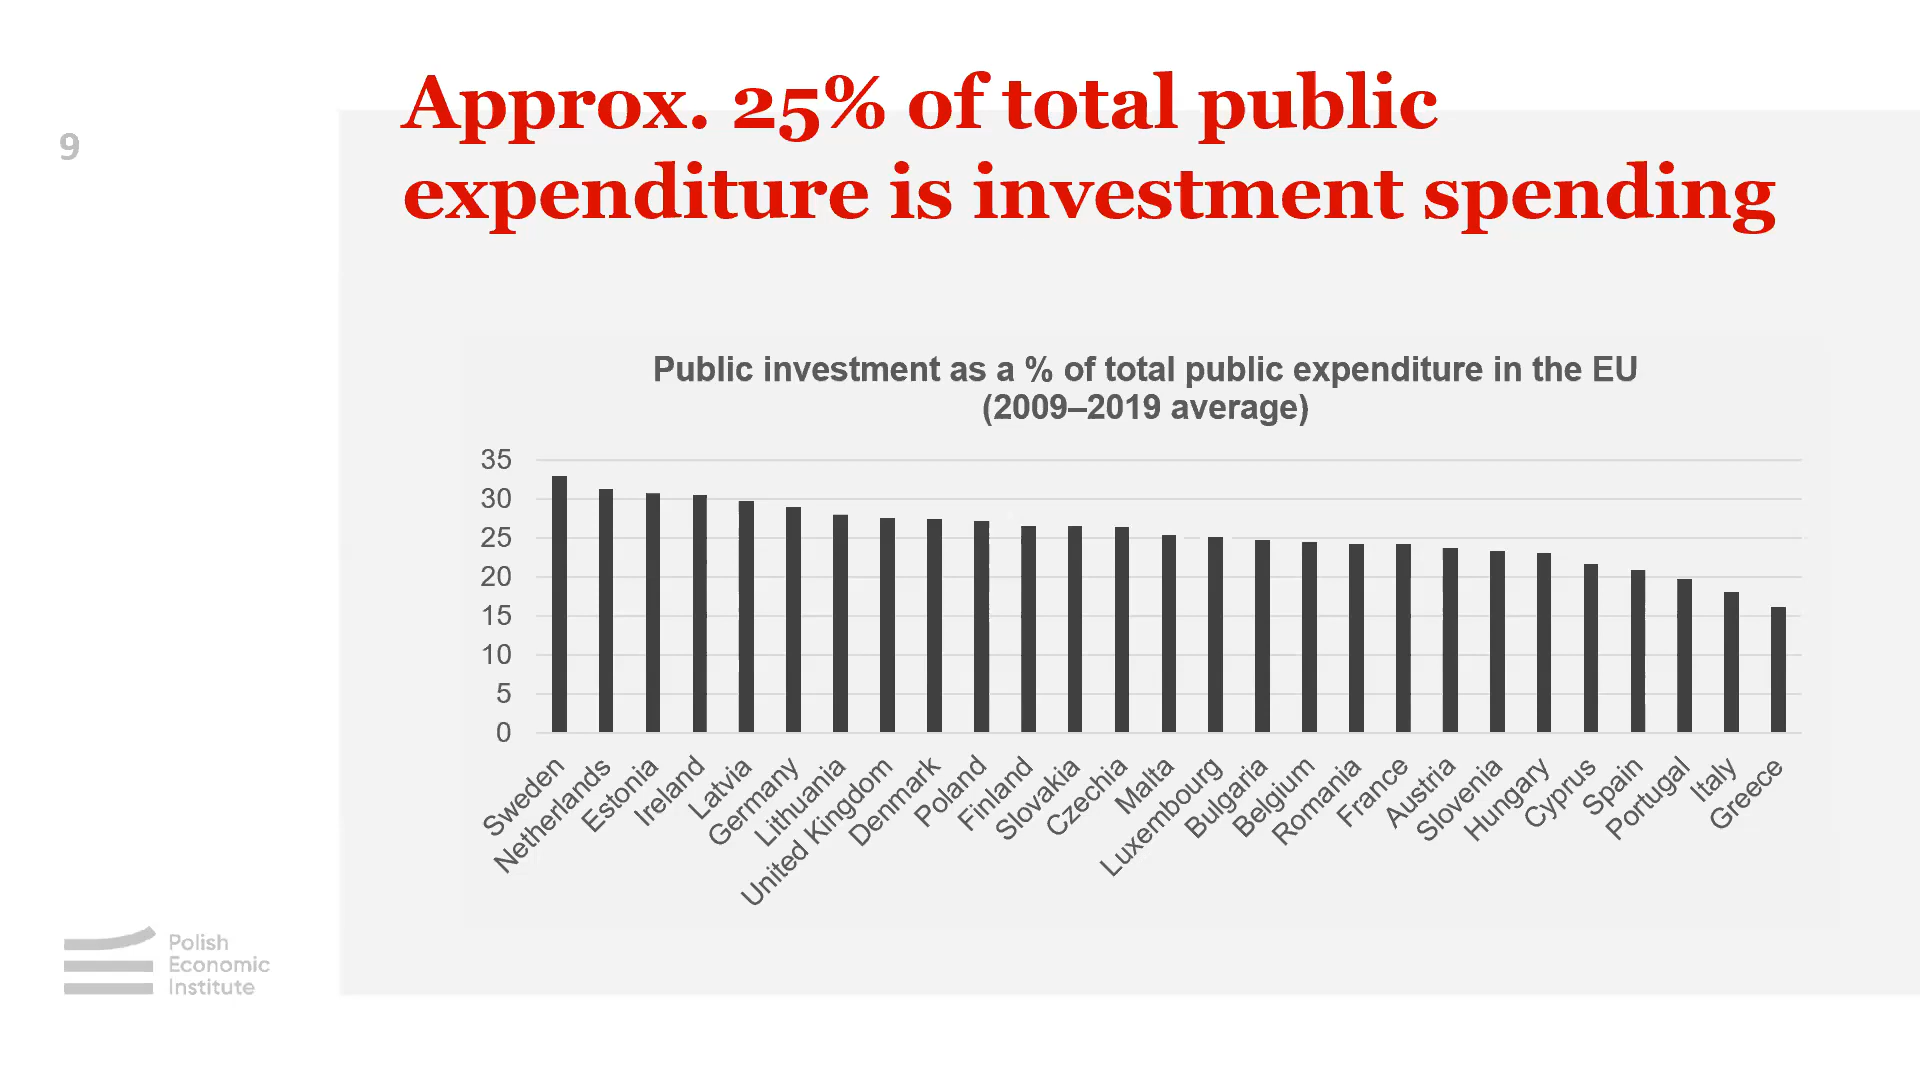 Approx. 25% of total public
expenditure is investment spending
9
Public investment as a % of total public expenditure in the EU
(2009–2019 average)
35
30
25
20
15
10
5
0
Sweden
Netherlands
Estonia
Ireland
Latvia
Germany
Lithuania
United Kingdom
Denmark
Poland
Finland
Slovakia
Czechia
Malta
Luxembourg
Bulgaria
Belgium
Romania
France
Austria
Slovenia
Hungary
Cyprus
Spain
Portugal
Italy
Greece
Polish
Economic
Institute